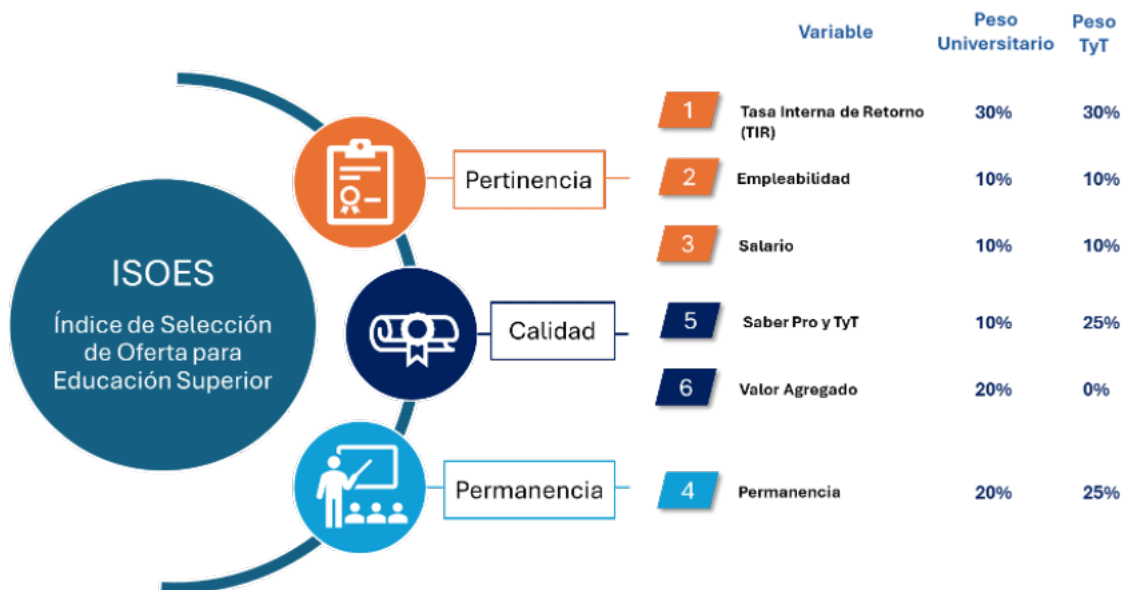 Variable
Peso
Universitario
Peso
TyT
ISOES
Índice de Selección
de Oferta para
Educación Superior
Pertinencia
1
Tasa Interna de Retorno
(TIR)
30%
30%
2
Empleabilidad
10%
10%
3
Salario
10%
10%
Calidad
5
Saber Pro y TyT
10%
25%
6
Valor Agregado
20%
0%
Permanencia
4
Permanencia
20%
25%